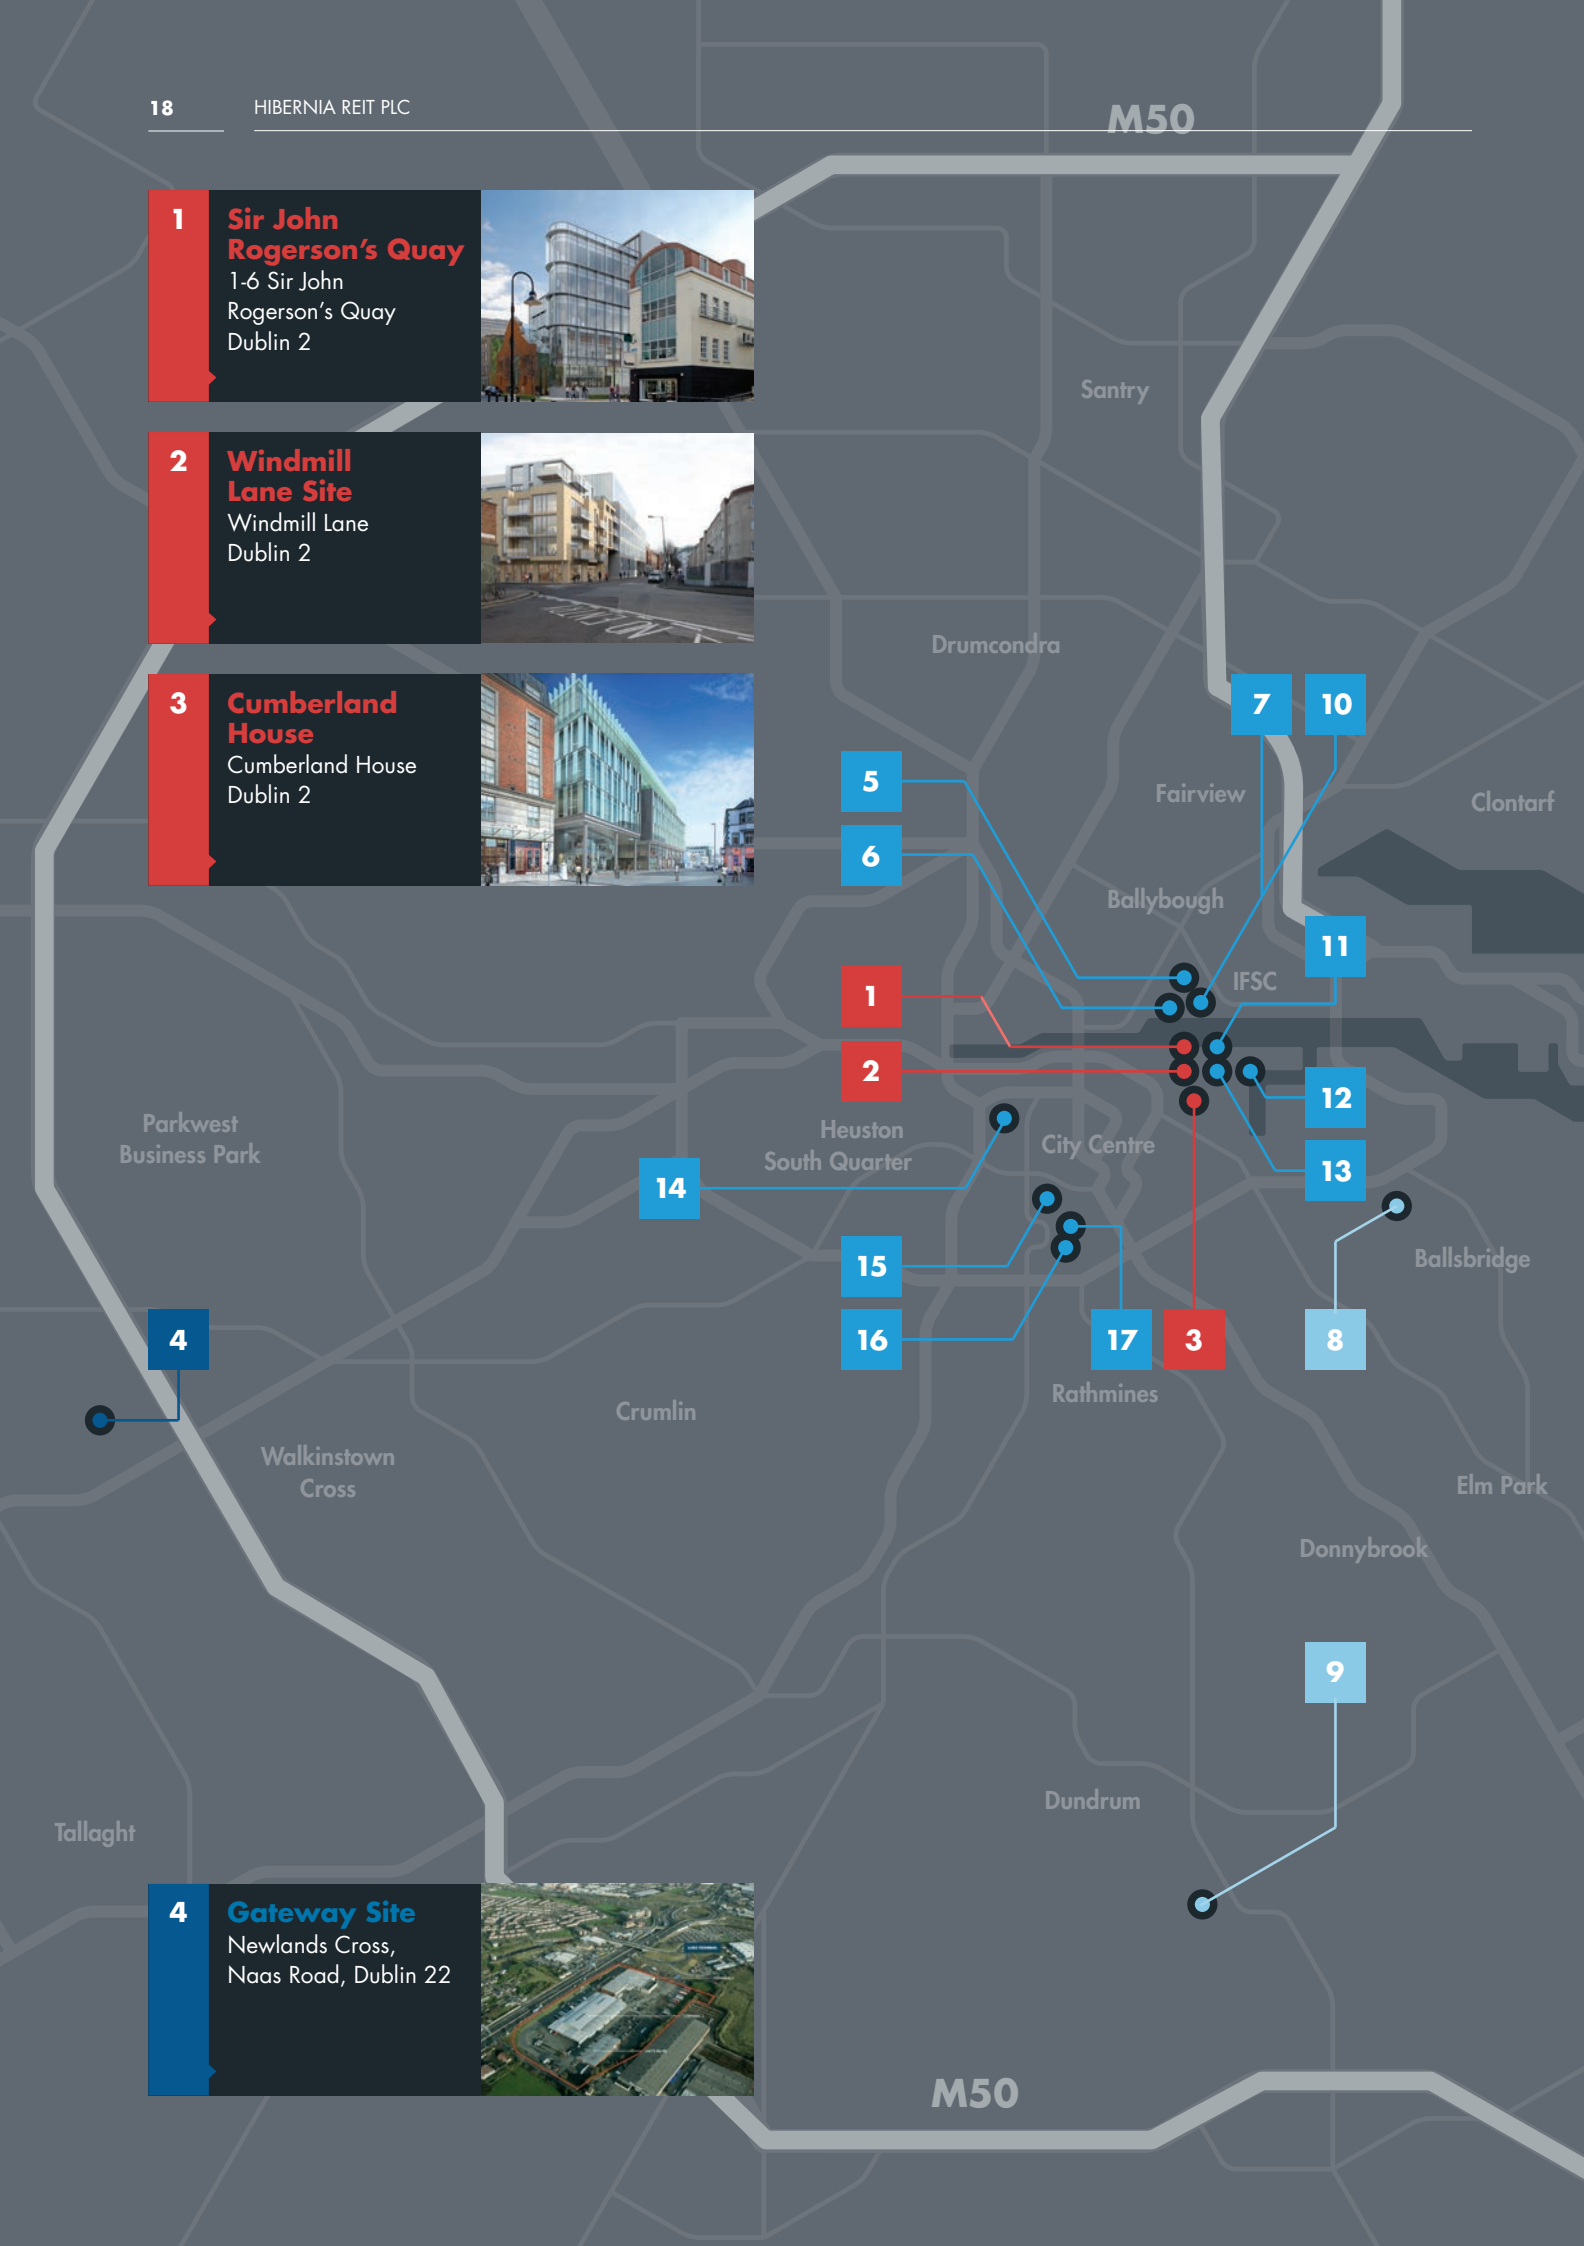 18
HIBERNIA REIT PLC
M50
1
Sir John
Rogerson’s Quay
1-6 Sir John
Rogerson’s Quay
Dublin 2
Santry
2
Windmill
Lane Site
Windmill Lane
Dublin 2
Drumcondra
3
Cumberland
House
Cumberland House
Dublin 2
7
10
5
Fairview
Clontarf
6
Ballybough
11
IFSC
1
2
12
Parkwest
Business Park
Heuston
South Quarter
City Centre
13
14
15
Ballsbridge
4
16
17
3
8
Rathmines
Crumlin
Walkinstown
Cross
Elm Park
Donnybrook
9
Dundrum
Tallaght
4
Gateway Site
Newlands Cross,
Naas Road, Dublin 22
M50